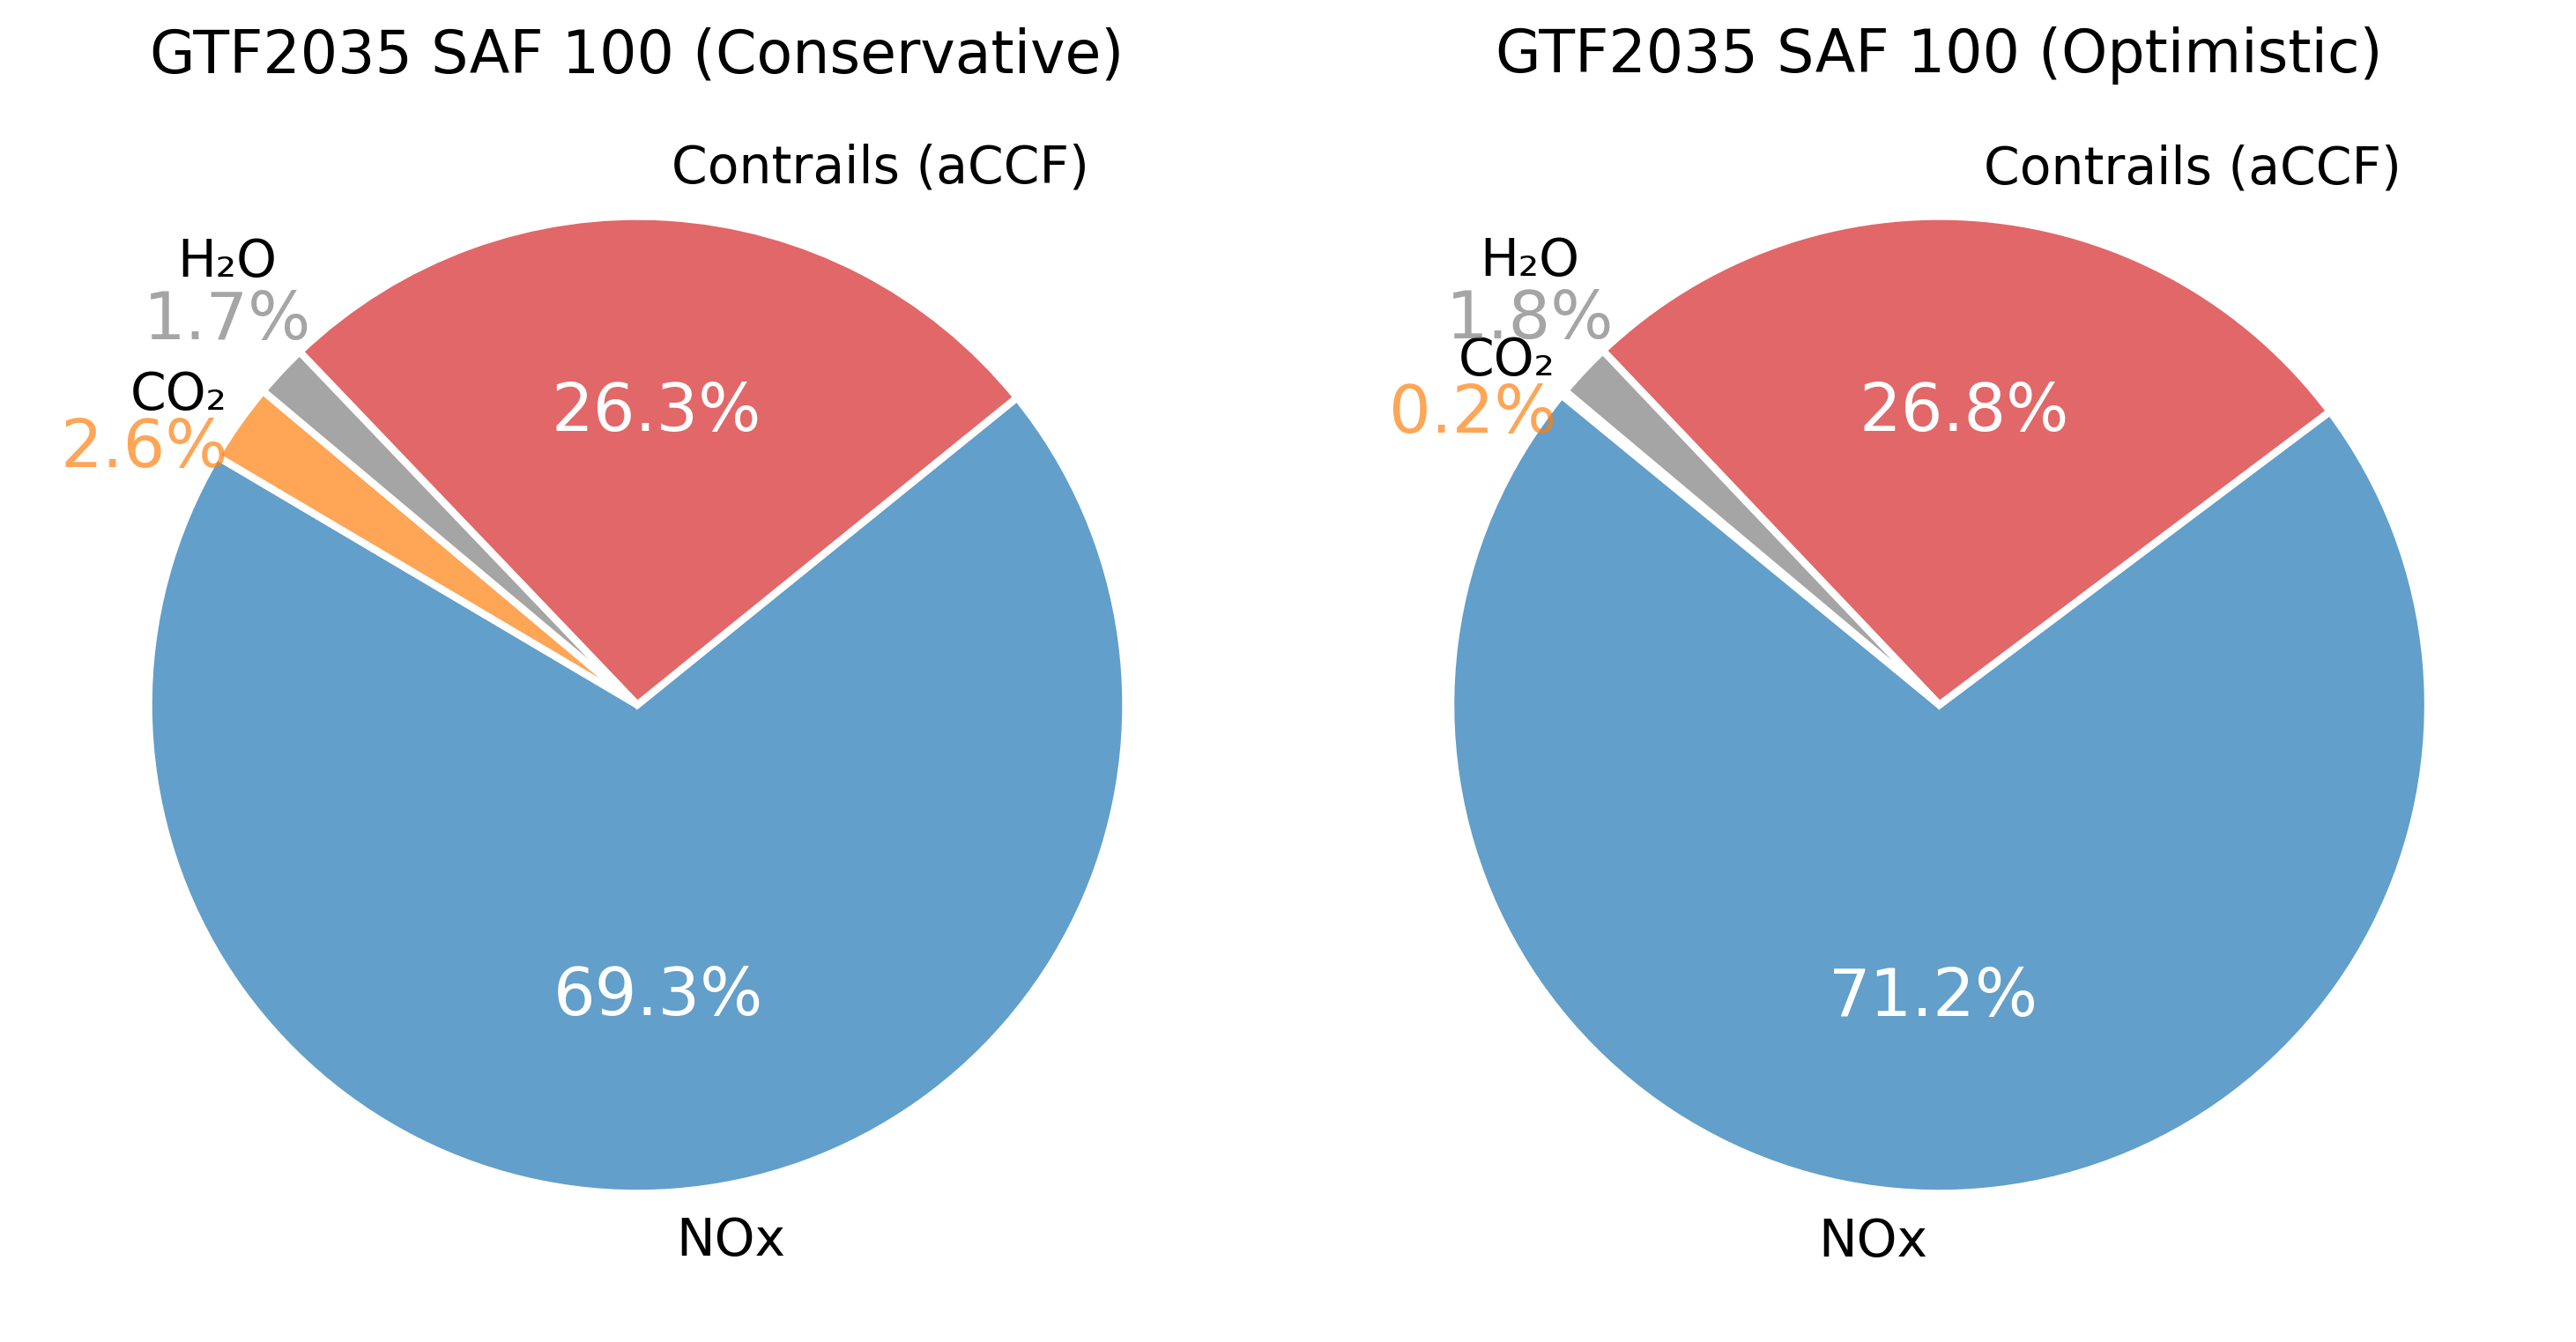 GTF2035 SAF 100 (Conservative)
Contrails (aCCF)
H₂O
1.7%
CO₂
2.6%
26.3%
69.3%
NOx
GTF2035 SAF 100 (Optimistic)
Contrails (aCCF)
H₂O
1.8%
CO₂
0.2%
26.8%
71.2%
NOx